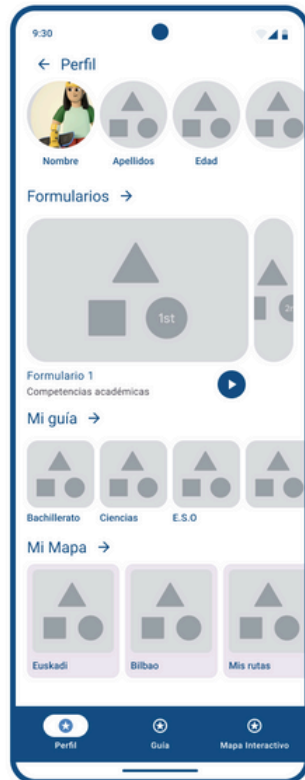 9:30
Perfil
Nombre Apellidos Edad
Formularios
1st
Formulario 1
Competencias académicas
Mi guía
Bachillerato Ciencias E.S.O
Mi Mapa
Euskadi Bilbao Mis rutas
Perfil Guía Mapa Interactivo